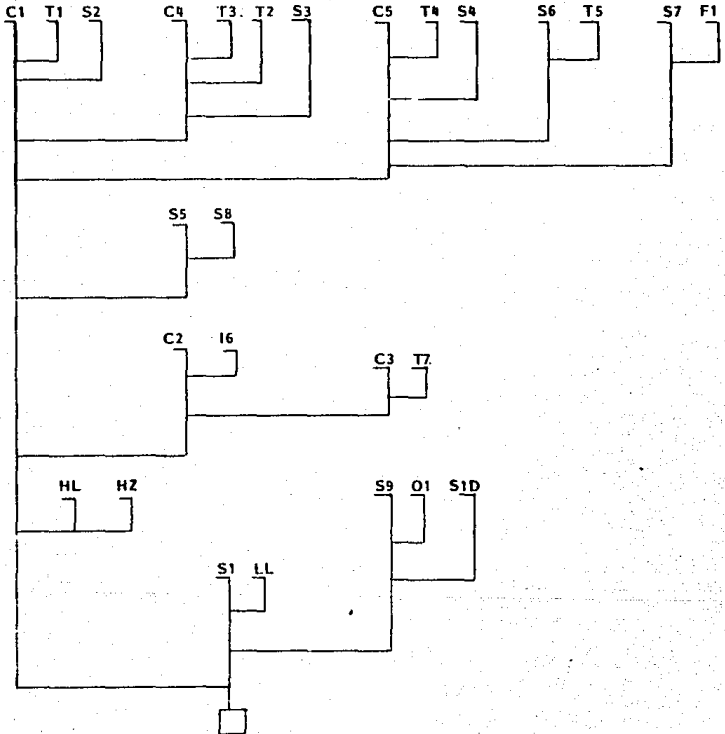 C1 T1 S2 C4 T3. T2 S3 C5 T4 S4 S6 T5 S7 F1
S5 S8
C2 I6 C3 T7.
HL HZ S9 O1 S1D
S1 LL